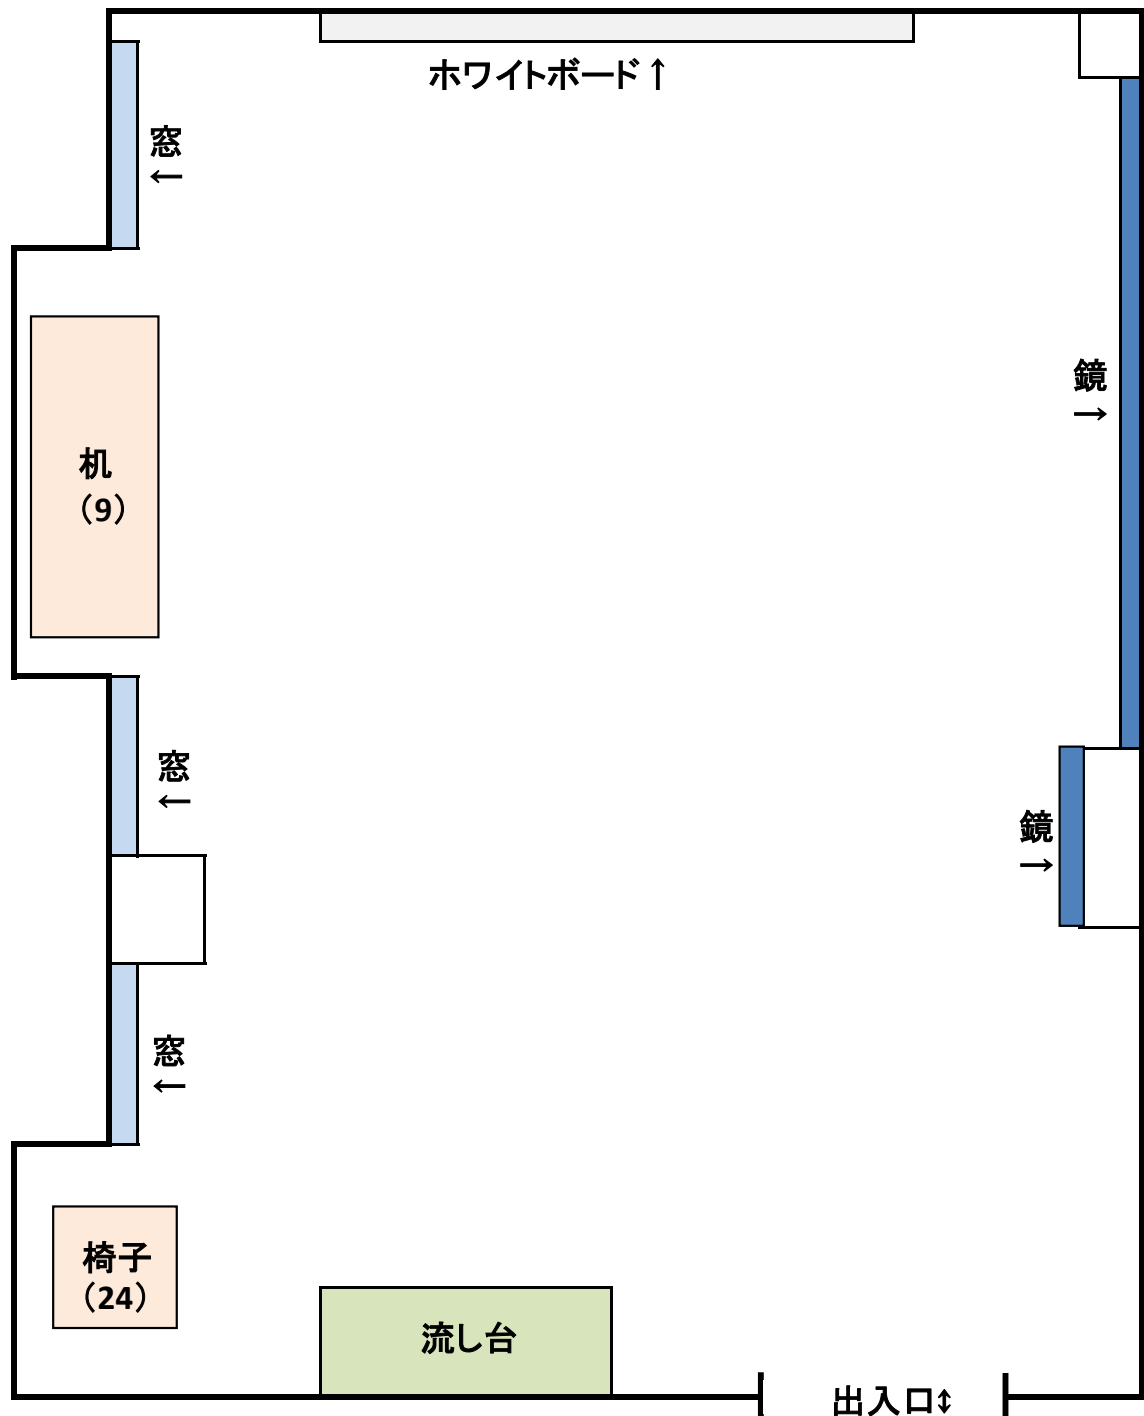 ホワイトボード↑
窓
←
鏡
→
机
（9）
窓
←
鏡
→
窓
←
椅子
（24）
流し台
出入口↕